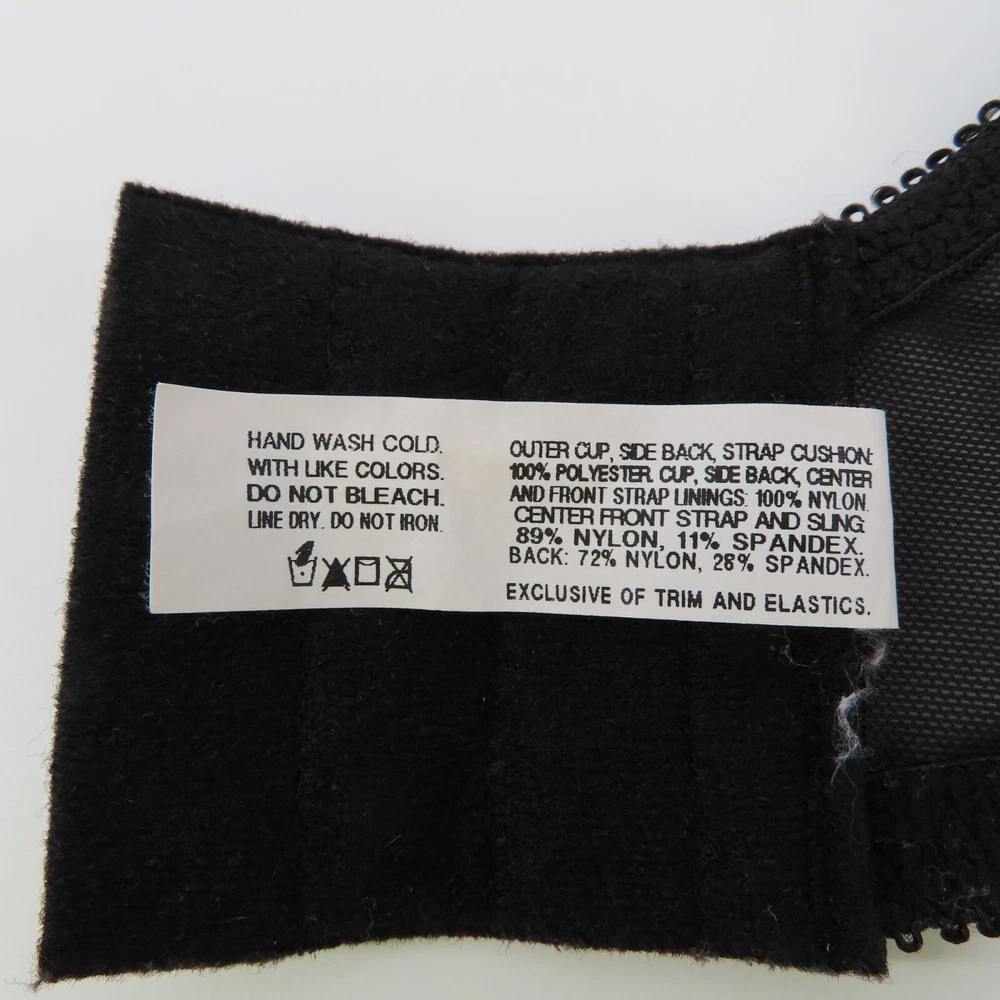 HAND WASH COLD.
WITH LIKE COLORS.
DO NOT BLEACH.
LINE DRY. DO NOT IRON.
OUTER CUP, SIDE BACK, STRAP CUSHION:
100% POLYESTER. CUP, SIDE BACK, CENTER
AND FRONT STRAP LININGS: 100% NYLON.
CENTER FRONT STRAP AND SLING:
89% NYLON, 11% SPANDEX.
BACK: 72% NYLON, 28% SPANDEX.
EXCLUSIVE OF TRIM AND ELASTICS.